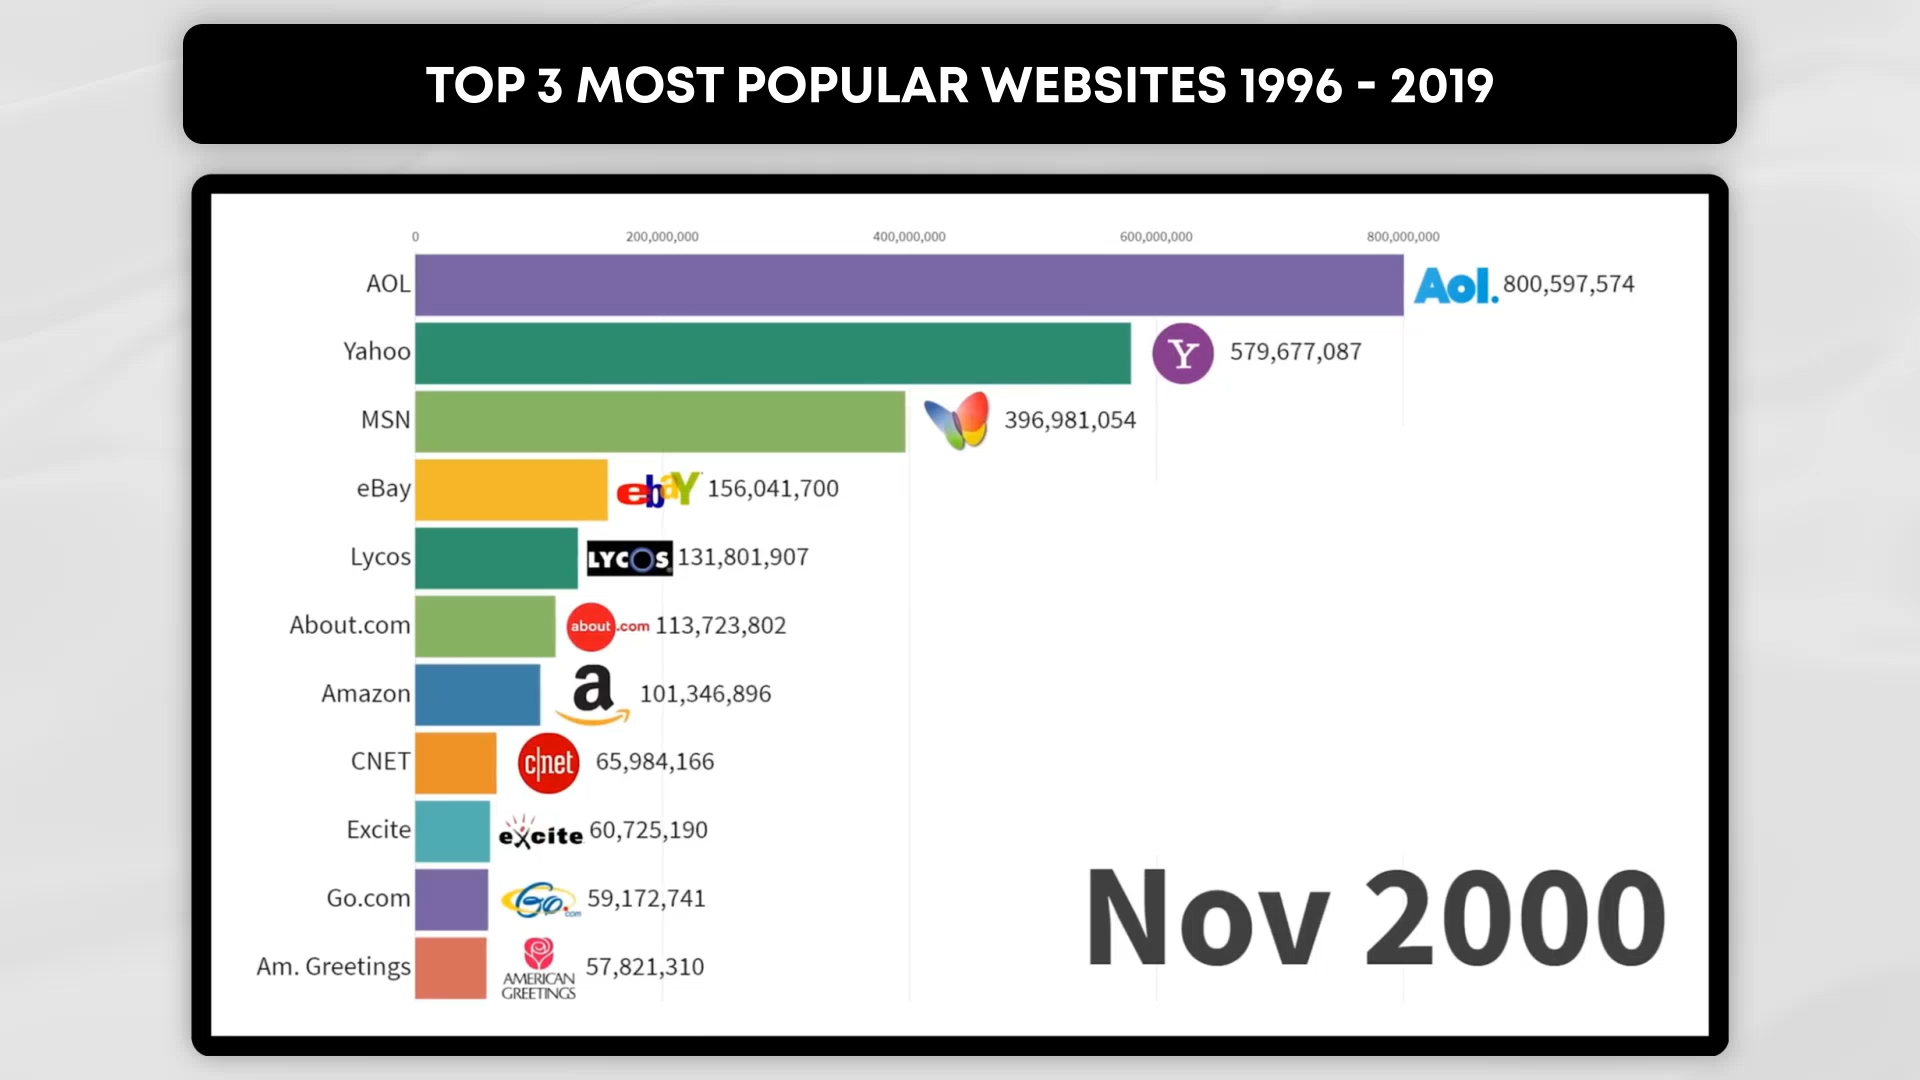 TOP 3 MOST POPULAR WEBSITES 1996 - 2019
0 200,000,000 400,000,000 600,000,000 800,000,000
AOL Aol. 800,597,574
Yahoo Y 579,677,087
MSN 396,981,054
eBay ebaY 156,041,700
Lycos LYCOS 131,801,907
About.com about.com 113,723,802
Amazon a 101,346,896
CNET c|net 65,984,166
Excite excite 60,725,190
Go.com Go.com 59,172,741
Am. Greetings AMERICAN GREETINGS 57,821,310
Nov 2000